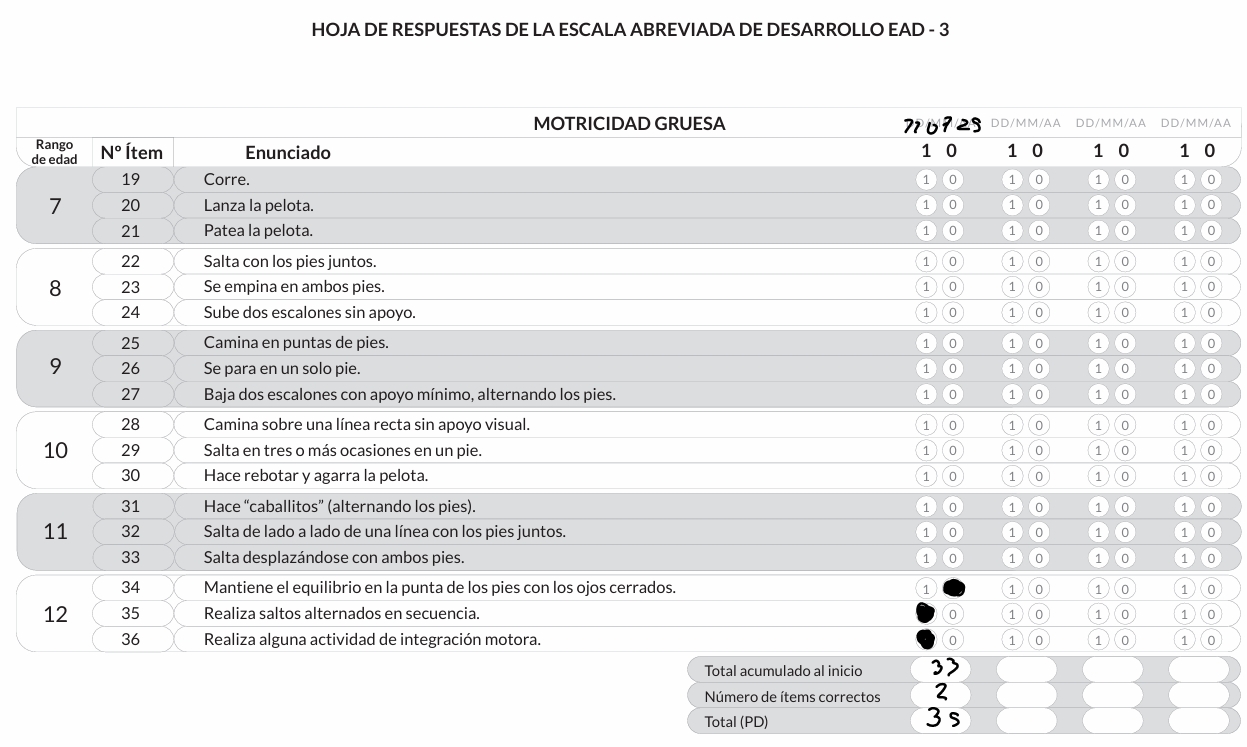 HOJA DE RESPUESTAS DE LA ESCALA ABREVIADA DE DESARROLLO EAD - 3
MOTRICIDAD GRUESA DD/MM/AA DD/MM/AA DD/MM/AA
Rango de edad Nº Ítem Enunciado 1 0 1 0 1 0 1 0
7
19 Corre. 1 0 1 0 1 0 1 0
20 Lanza la pelota. 1 0 1 0 1 0 1 0
21 Patea la pelota. 1 0 1 0 1 0 1 0
8
22 Salta con los pies juntos. 1 0 1 0 1 0 1 0
23 Se empina en ambos pies. 1 0 1 0 1 0 1 0
24 Sube dos escalones sin apoyo. 1 0 1 0 1 0 1 0
9
25 Camina en puntas de pies. 1 0 1 0 1 0 1 0
26 Se para en un solo pie. 1 0 1 0 1 0 1 0
27 Baja dos escalones con apoyo mínimo, alternando los pies. 1 0 1 0 1 0 1 0
10
28 Camina sobre una línea recta sin apoyo visual. 1 0 1 0 1 0 1 0
29 Salta en tres o más ocasiones en un pie. 1 0 1 0 1 0 1 0
30 Hace rebotar y agarra la pelota. 1 0 1 0 1 0 1 0
11
31 Hace “caballitos” (alternando los pies). 1 0 1 0 1 0 1 0
32 Salta de lado a lado de una línea con los pies juntos. 1 0 1 0 1 0 1 0
33 Salta desplazándose con ambos pies. 1 0 1 0 1 0 1 0
12
34 Mantiene el equilibrio en la punta de los pies con los ojos cerrados. 1 1 0 1 0 1 0
35 Realiza saltos alternados en secuencia. 0 1 0 1 0 1 0
36 Realiza alguna actividad de integración motora. 0 1 0 1 0 1 0
Total acumulado al inicio 33
Número de ítems correctos 2
Total (PD) 35